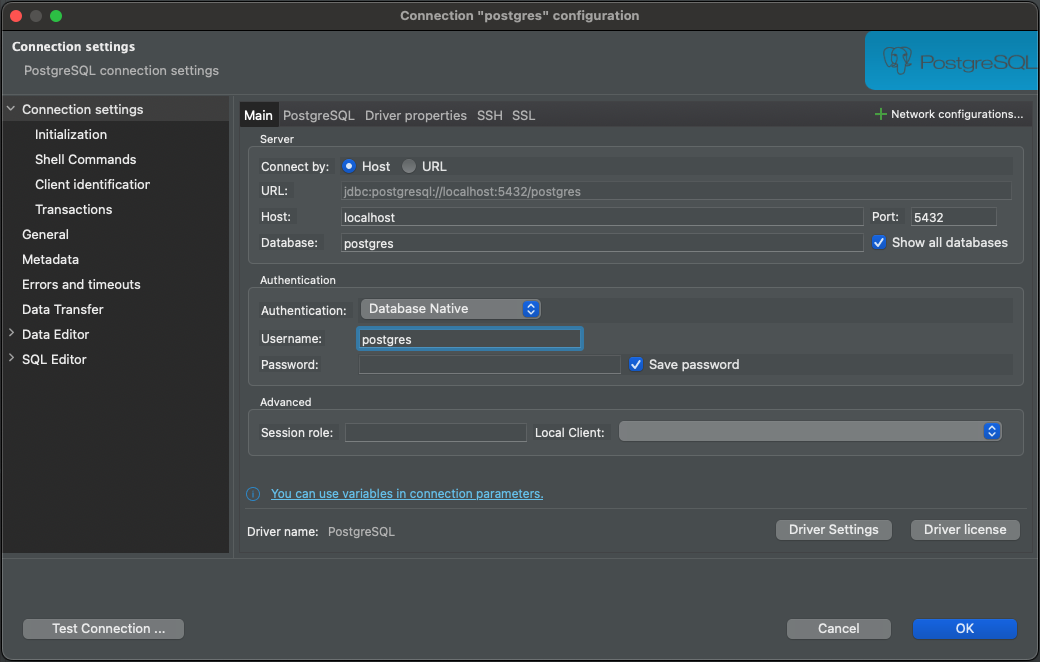 Connection "postgres" configuration
Connection settings
PostgreSQL connection settings
PostgreSQL
Connection settings
Initialization
Shell Commands
Client identification
Transactions
General
Metadata
Errors and timeouts
Data Transfer
Data Editor
SQL Editor
Main PostgreSQL Driver properties SSH SSL Network configurations...
Server
Connect by: Host URL
URL: jdbc:postgresql://localhost:5432/postgres
Host: localhost Port: 5432
Database: postgres Show all databases
Authentication
Authentication: Database Native
Username: postgres
Password: Save password
Advanced
Session role: Local Client:
You can use variables in connection parameters.
Driver name: PostgreSQL Driver Settings Driver license
Test Connection ... Cancel OK